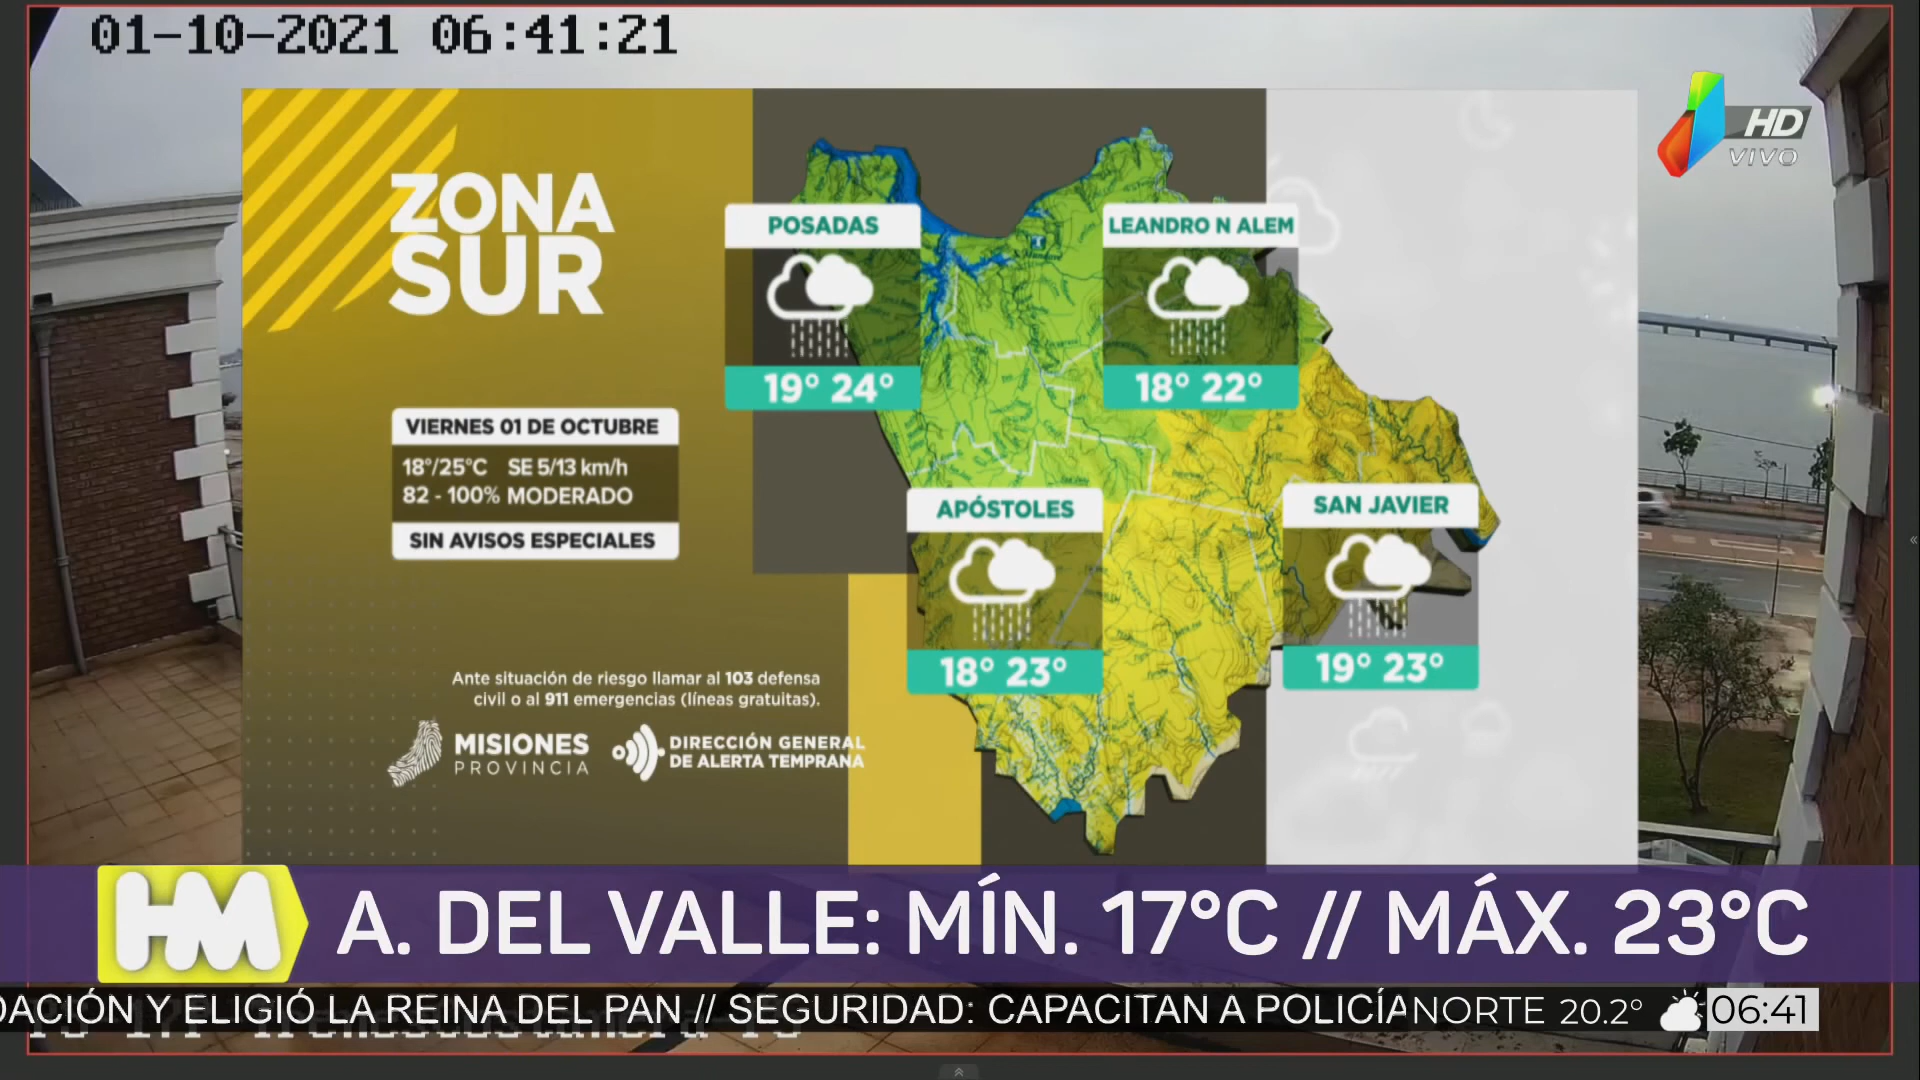 01-10-2021 06:41:21
HD
VIVO
ZONA
SUR
POSADAS
19° 24°
LEANDRO N ALEM
18° 22°
VIERNES 01 DE OCTUBRE
18°/25°C SE 5/13 km/h
82 - 100% MODERADO
SIN AVISOS ESPECIALES
APÓSTOLES
18° 23°
SAN JAVIER
19° 23°
Ante situación de riesgo llamar al 103 defensa
civil o al 911 emergencias (líneas gratuitas).
MISIONES
PROVINCIA
DIRECCIÓN GENERAL
DE ALERTA TEMPRANA
HM
A. DEL VALLE: MÍN. 17°C // MÁX. 23°C
DACIÓN Y ELIGIÓ LA REINA DEL PAN // SEGURIDAD: CAPACITAN A POLICÍA
NORTE 20.2° 06:41